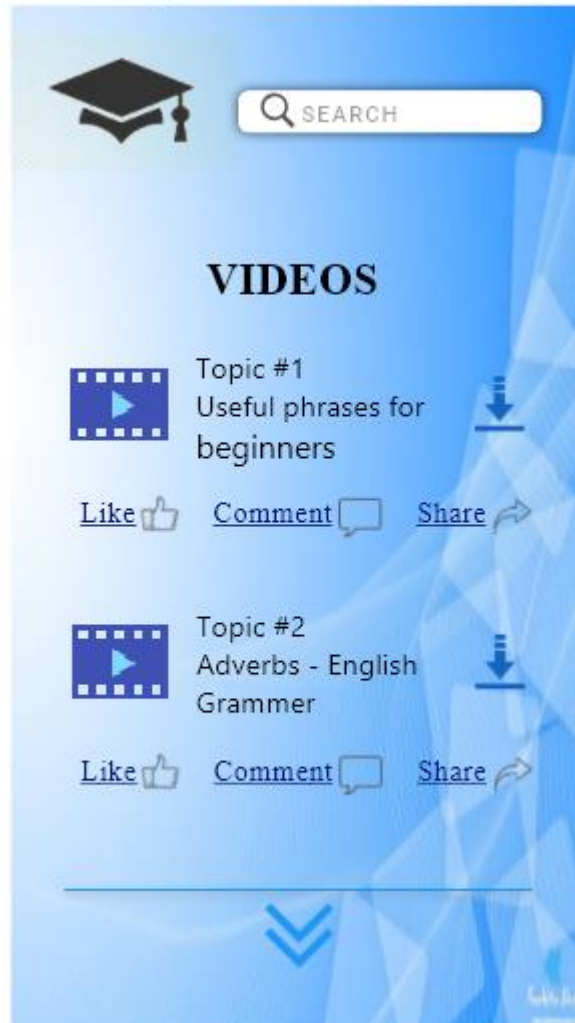 SEARCH
VIDEOS
Topic #1
Useful phrases for
beginners
Like Comment Share
Topic #2
Adverbs - English
Grammer
Like Comment Share